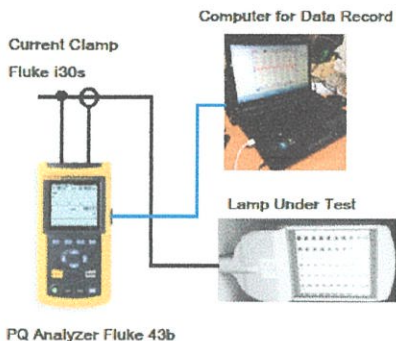 Computer for Data Record
Current Clamp
Fluke i30s
Lamp Under Test
PQ Analyzer Fluke 43b